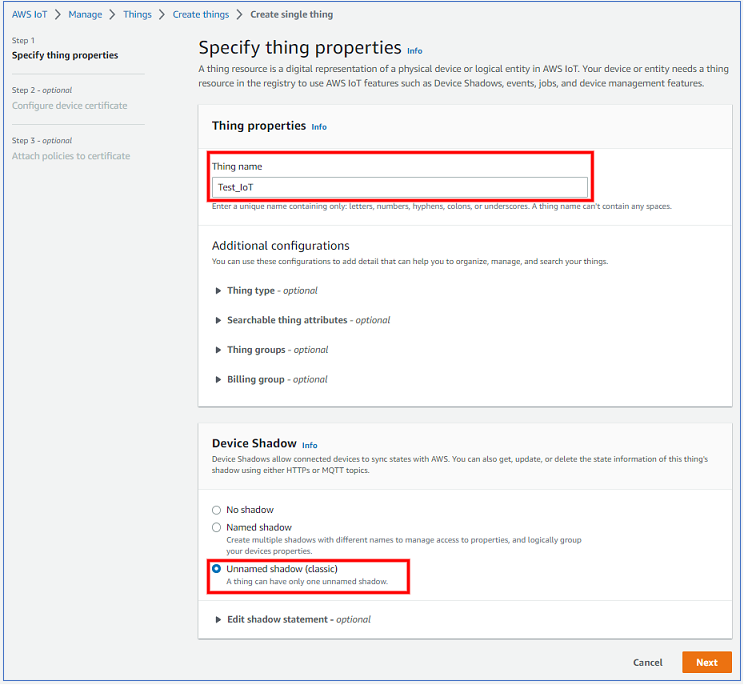 AWS IoT > Manage > Things > Create things > Create single thing
Step 1
Specify thing properties
Step 2 - optional
Configure device certificate
Step 3 - optional
Attach policies to certificate
Specify thing properties Info
A thing resource is a digital representation of a physical device or logical entity in AWS IoT. Your device or entity needs a thing
resource in the registry to use AWS IoT features such as Device Shadows, events, jobs, and device management features.
Thing properties Info
Thing name
Test_IoT
Enter a unique name containing only: letters, numbers, hyphens, colons, or underscores. A thing name can't contain any spaces.
Additional configurations
You can use these configurations to add detail that can help you to organize, manage, and search your things.
Thing type - optional
Searchable thing attributes - optional
Thing groups - optional
Billing group - optional
Device Shadow Info
Device Shadows allow connected devices to sync states with AWS. You can also get, update, or delete the state information of this thing's
shadow using either HTTPs or MQTT topics.
No shadow
Named shadow
Create multiple shadows with different names to manage access to properties, and logically group
your devices properties.
Unnamed shadow (classic)
A thing can have only one unnamed shadow.
Edit shadow statement - optional
Cancel Next